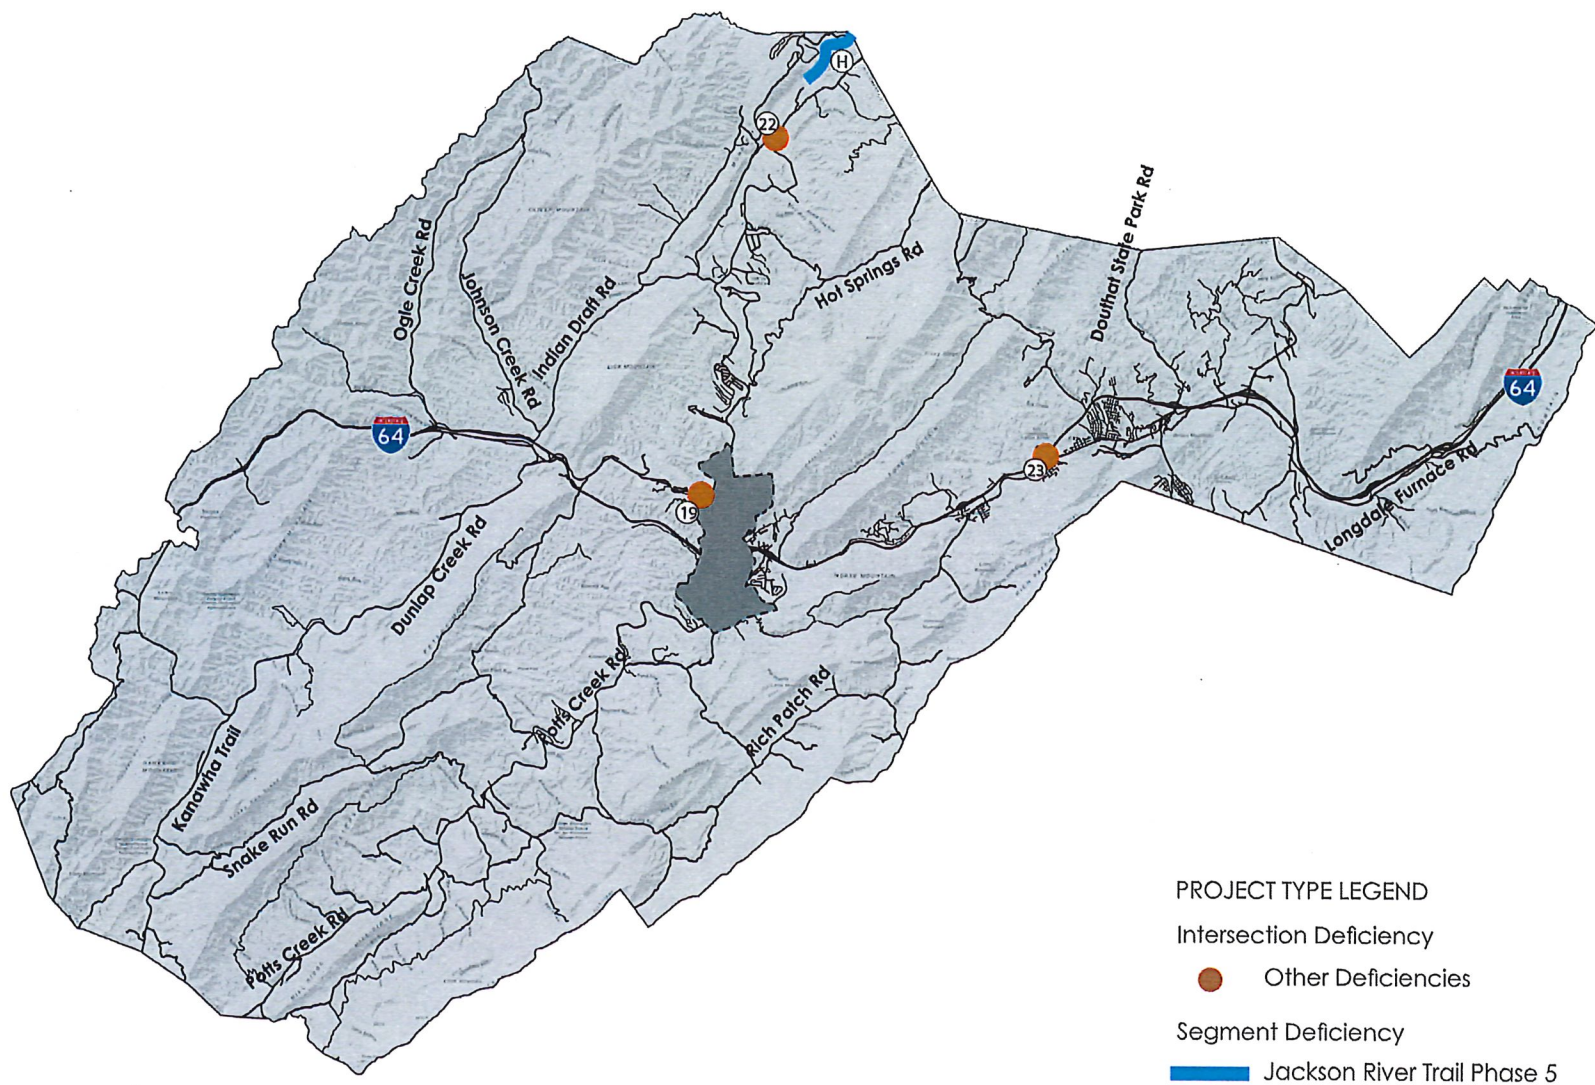 H
22
Douthat State Park Rd
Ogle Creek Rd
Johnson Creek Rd
Indian Draft Rd
Hot Springs Rd
64
64
23
19
Longdale Furnace Rd
Dunlap Creek Rd
HORSE MOUNTAIN
Potts Creek Rd
Rich Patch Rd
Kanawha Trail
Snake Run Rd
Potts Creek Rd
PROJECT TYPE LEGEND
Intersection Deficiency
Other Deficiencies
Segment Deficiency
Jackson River Trail Phase 5